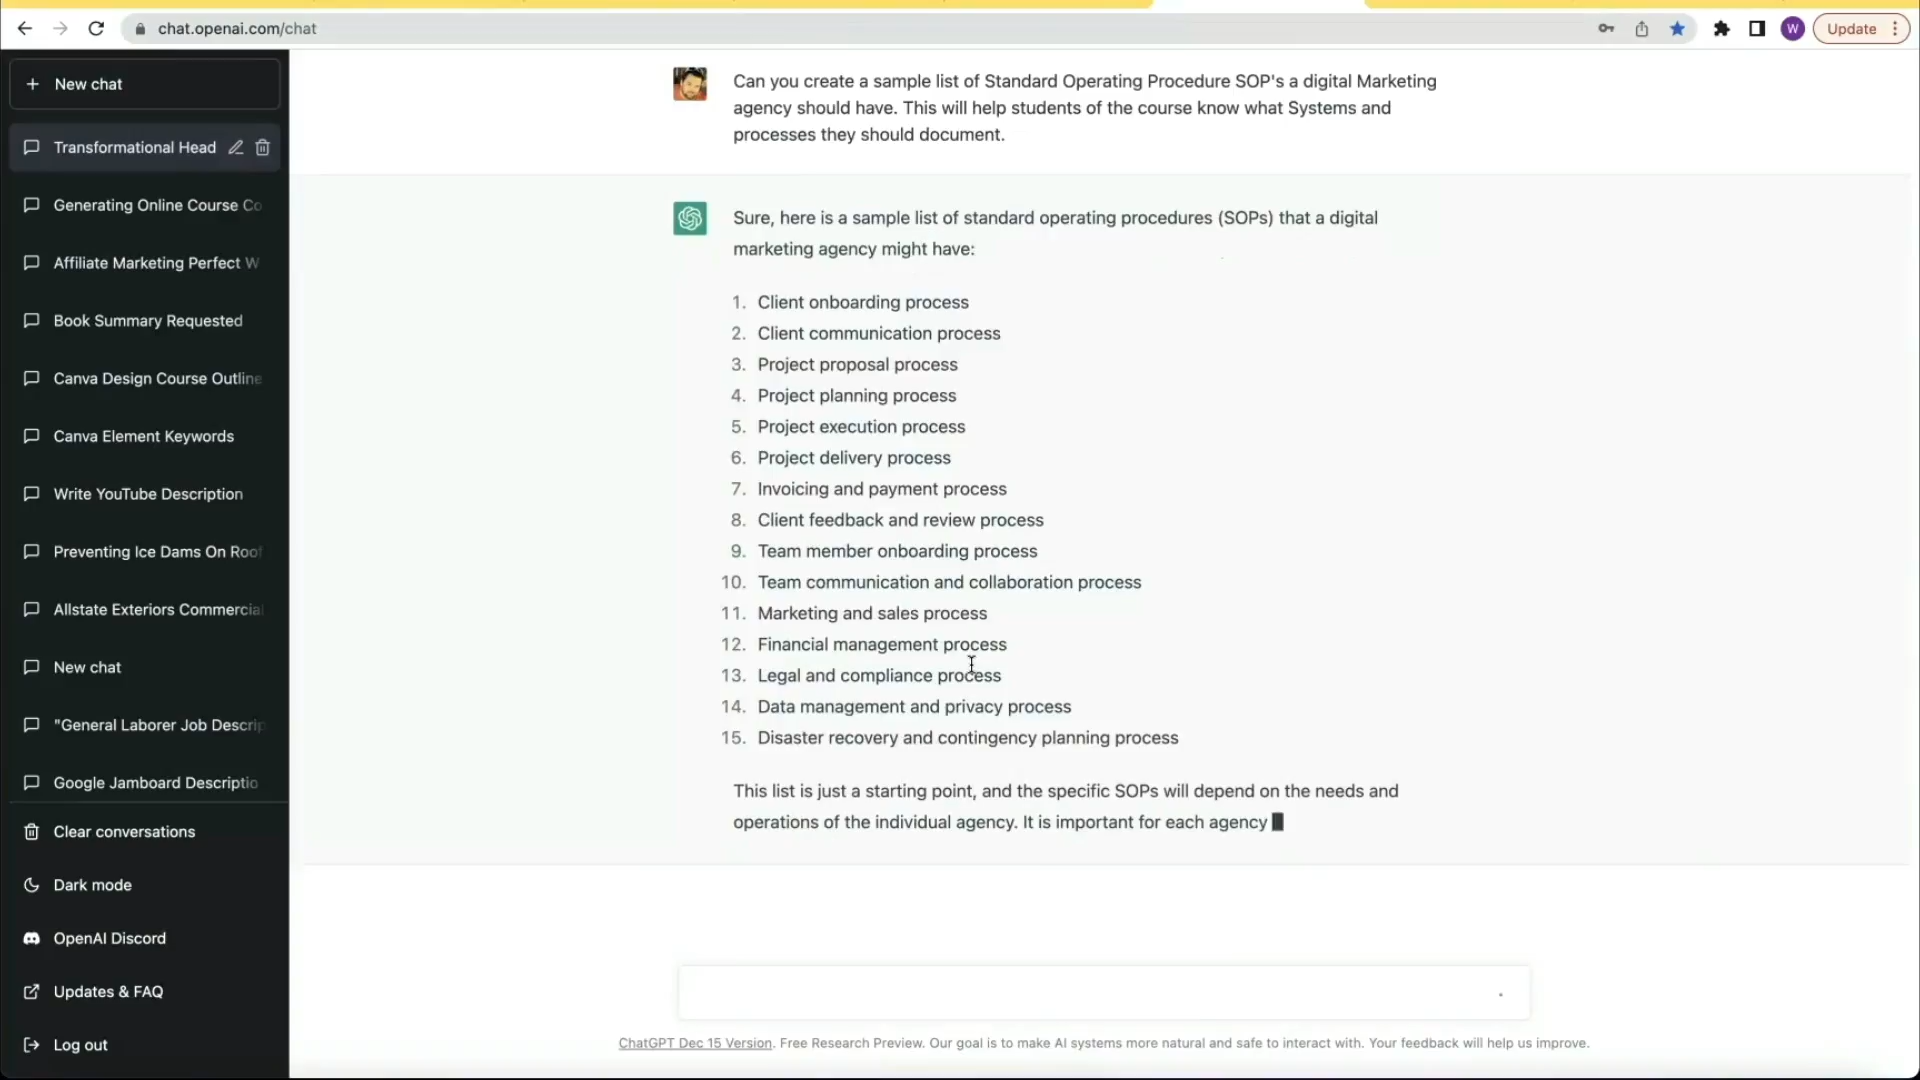 chat.openai.com/chat
W
Update
New chat
Transformational Head
Generating Online Course Co
Affiliate Marketing Perfect W
Book Summary Requested
Canva Design Course Outline
Canva Element Keywords
Write YouTube Description
Preventing Ice Dams On Roof
Allstate Exteriors Commercial
New chat
"General Laborer Job Descrip
Google Jamboard Descriptio
Clear conversations
Dark mode
OpenAI Discord
Updates & FAQ
Log out
Can you create a sample list of Standard Operating Procedure SOP's a digital Marketing
agency should have. This will help students of the course know what Systems and
processes they should document.
Sure, here is a sample list of standard operating procedures (SOPs) that a digital
marketing agency might have:
1. Client onboarding process
2. Client communication process
3. Project proposal process
4. Project planning process
5. Project execution process
6. Project delivery process
7. Invoicing and payment process
8. Client feedback and review process
9. Team member onboarding process
10. Team communication and collaboration process
11. Marketing and sales process
12. Financial management process
13. Legal and compliance process
14. Data management and privacy process
15. Disaster recovery and contingency planning process
This list is just a starting point, and the specific SOPs will depend on the needs and
operations of the individual agency. It is important for each agency
ChatGPT Dec 15 Version. Free Research Preview. Our goal is to make AI systems more natural and safe to interact with. Your feedback will help us improve.